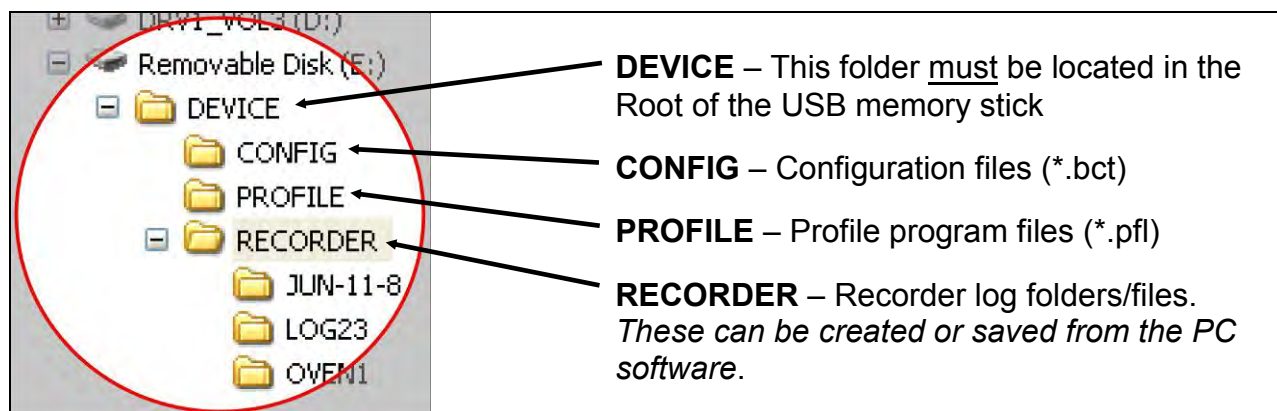 DRV1_VOL3 (D:)
Removable Disk (E:)
DEVICE
CONFIG
PROFILE
RECORDER
JUN-11-8
LOG23
OVEN1
DEVICE – This folder must be located in the
Root of the USB memory stick
CONFIG – Configuration files (*.bct)
PROFILE – Profile program files (*.pfl)
RECORDER – Recorder log folders/files.
These can be created or saved from the PC
software.